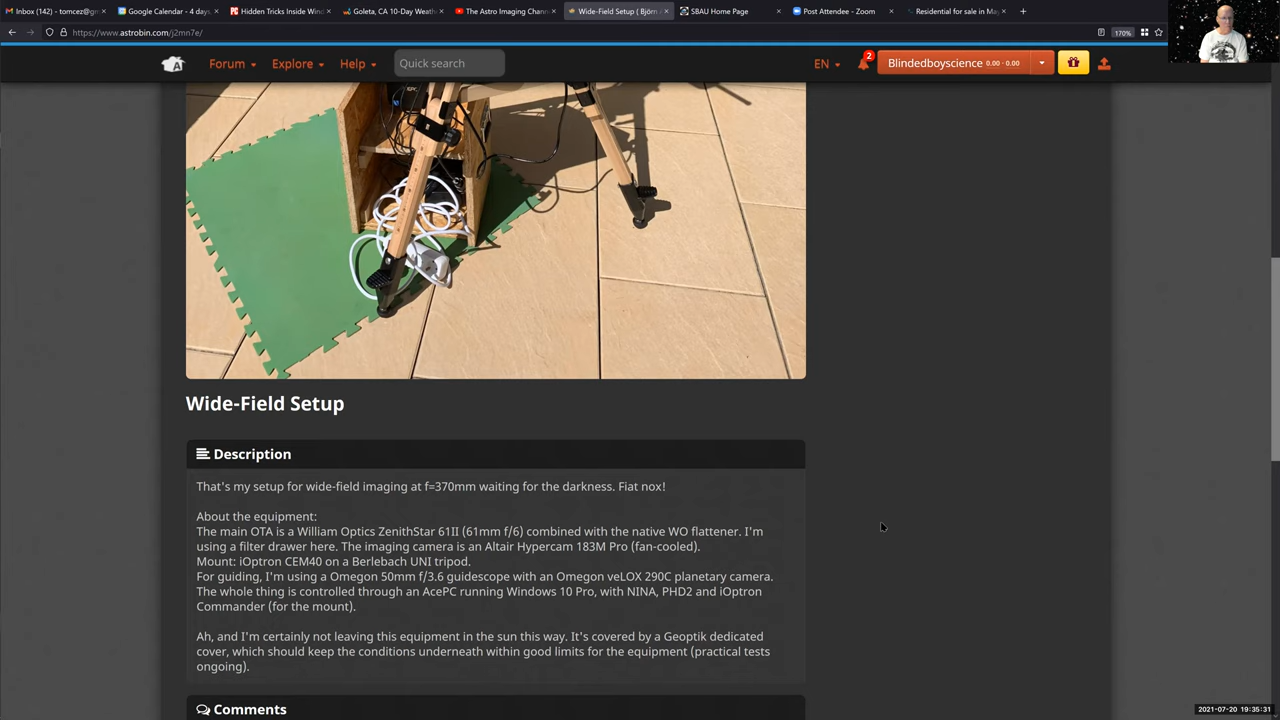 Inbox (142) - tomcez@gm
Google Calendar - 4 days,
Hidden Tricks Inside Wind
Goleta, CA 10-Day Weath
The Astro Imaging Chann
Wide-Field Setup ( Björn
SBAU Home Page
Post Attendee - Zoom
Residential for sale in Ma
https://www.astrobin.com/j2mn7e/
170%
Forum
Explore
Help
Quick search
EN
2
Blindedboyscience 0.00 - 0.00
Wide-Field Setup
Description
That's my setup for wide-field imaging at f=370mm waiting for the darkness. Fiat nox!
About the equipment:
The main OTA is a William Optics ZenithStar 61II (61mm f/6) combined with the native WO flattener. I'm
using a filter drawer here. The imaging camera is an Altair Hypercam 183M Pro (fan-cooled).
Mount: iOptron CEM40 on a Berlebach UNI tripod.
For guiding, I'm using a Omegon 50mm f/3.6 guidescope with an Omegon veLOX 290C planetary camera.
The whole thing is controlled through an AcePC running Windows 10 Pro, with NINA, PHD2 and iOptron
Commander (for the mount).
Ah, and I'm certainly not leaving this equipment in the sun this way. It's covered by a Geoptik dedicated
cover, which should keep the conditions underneath within good limits for the equipment (practical tests
ongoing).
Comments
2021-07-20 19:35:31